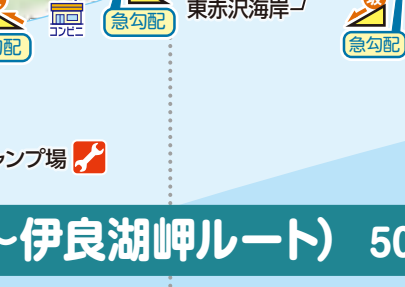 コンビニ
急勾配
東赤沢海岸
急勾配
勾配
ャンプ場
～伊良湖岬ルート） 50